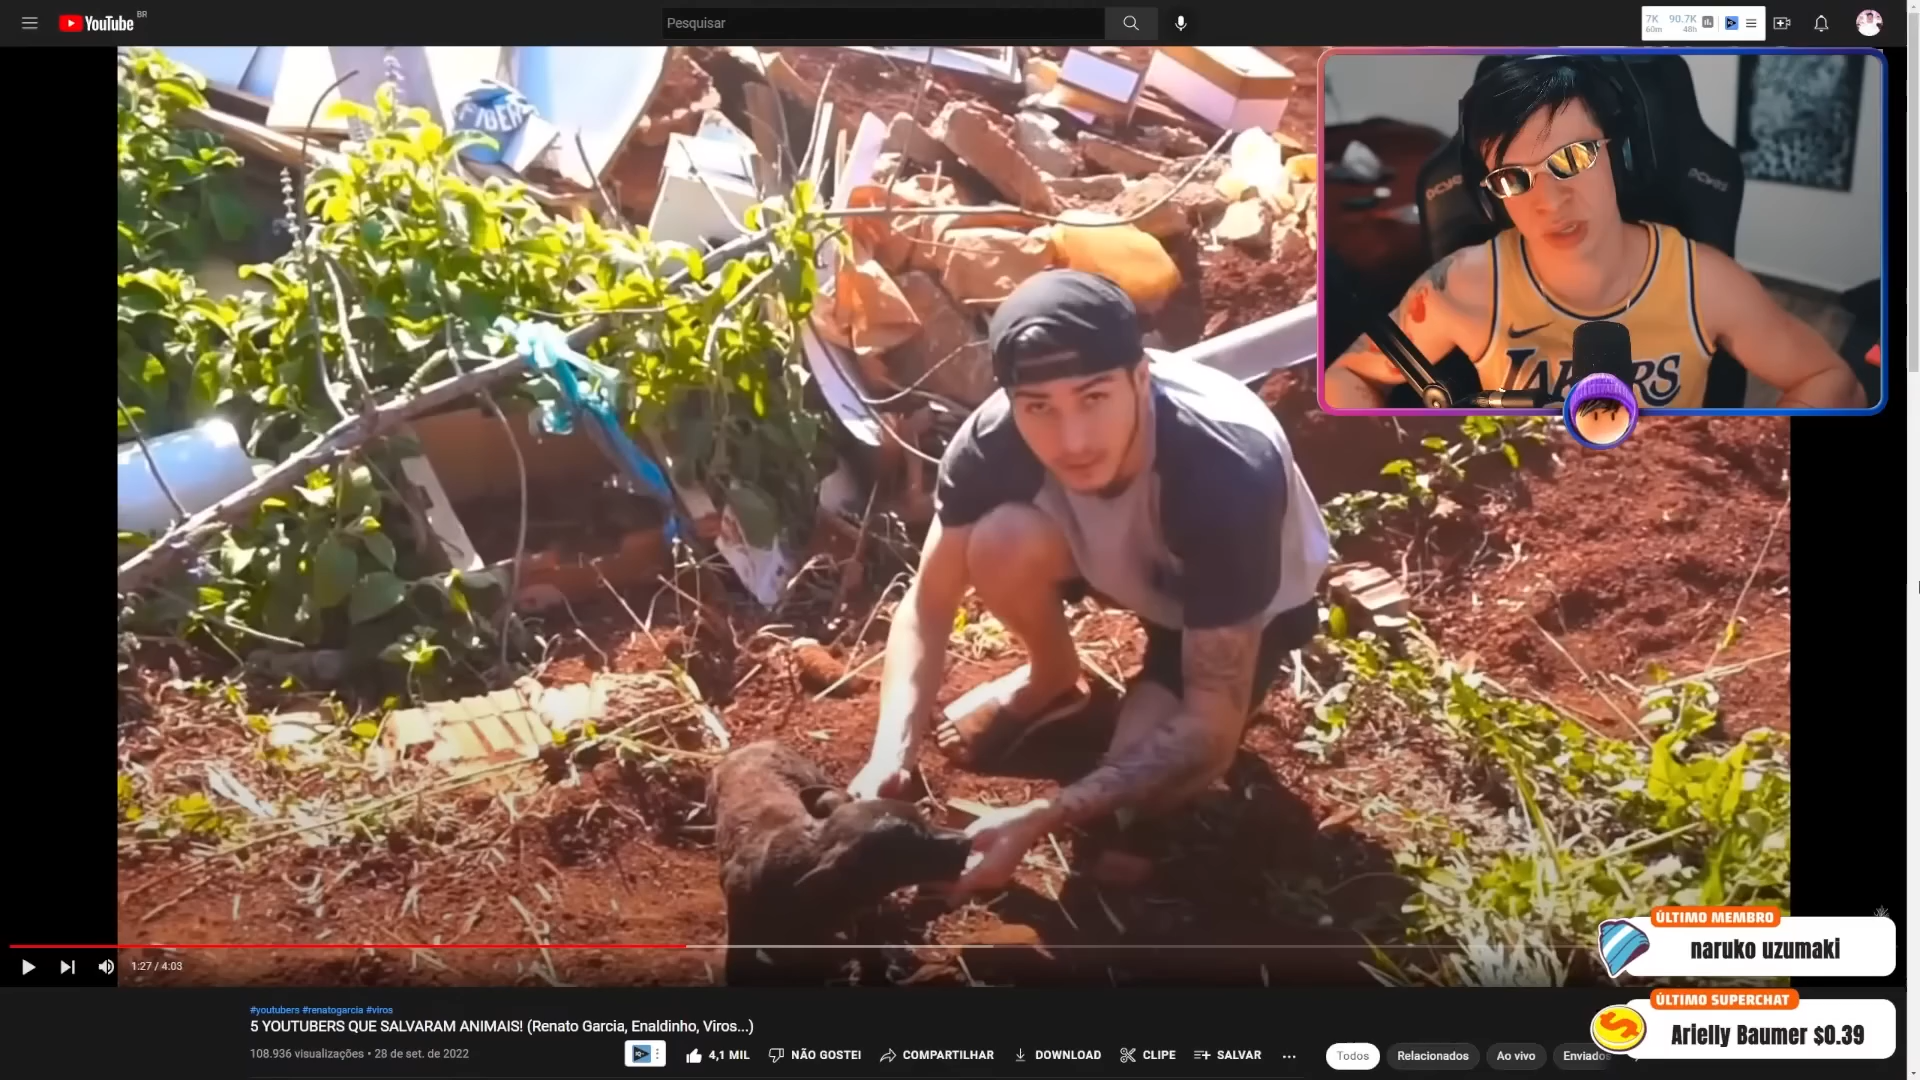 YouTube BR
Pesquisar
7K 90.7K
60m 48h
FIBER
pcyes
pcyes
LAKERS
1:27 / 4:03
ÚLTIMO MEMBRO
naruko uzumaki
ÚLTIMO SUPERCHAT
Arielly Baumer $0.39
#youtubers #renatogarcia #viros
5 YOUTUBERS QUE SALVARAM ANIMAIS! (Renato Garcia, Enaldinho, Viros...)
108.936 visualizações • 28 de set. de 2022
4,1 MIL
NÃO GOSTEI
COMPARTILHAR
DOWNLOAD
CLIPE
SALVAR
Todos
Relacionados
Ao vivo
Enviados